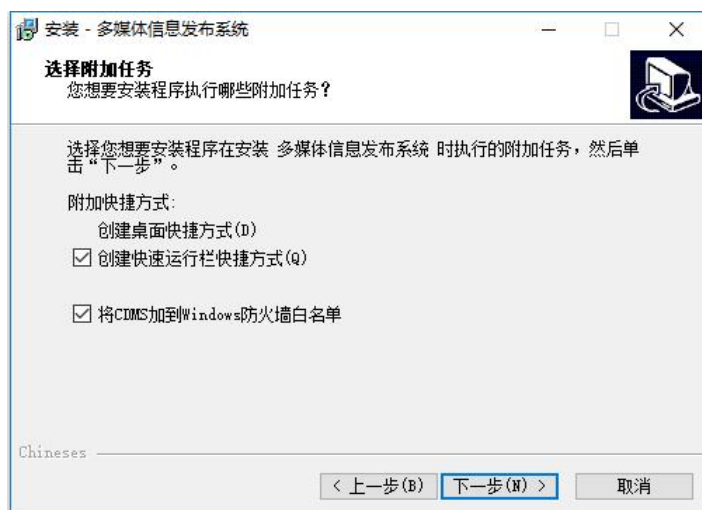 安装 - 多媒体信息发布系统
选择附加任务
您想要安装程序执行哪些附加任务?
选择您想要安装程序在安装 多媒体信息发布系统 时执行的附加任务，然后单
击“下一步”。
附加快捷方式:
创建桌面快捷方式(D)
创建快速运行栏快捷方式(Q)
将CDMS加到Windows防火墙白名单
Chineses
< 上一步(B)
下一步(N) >
取消